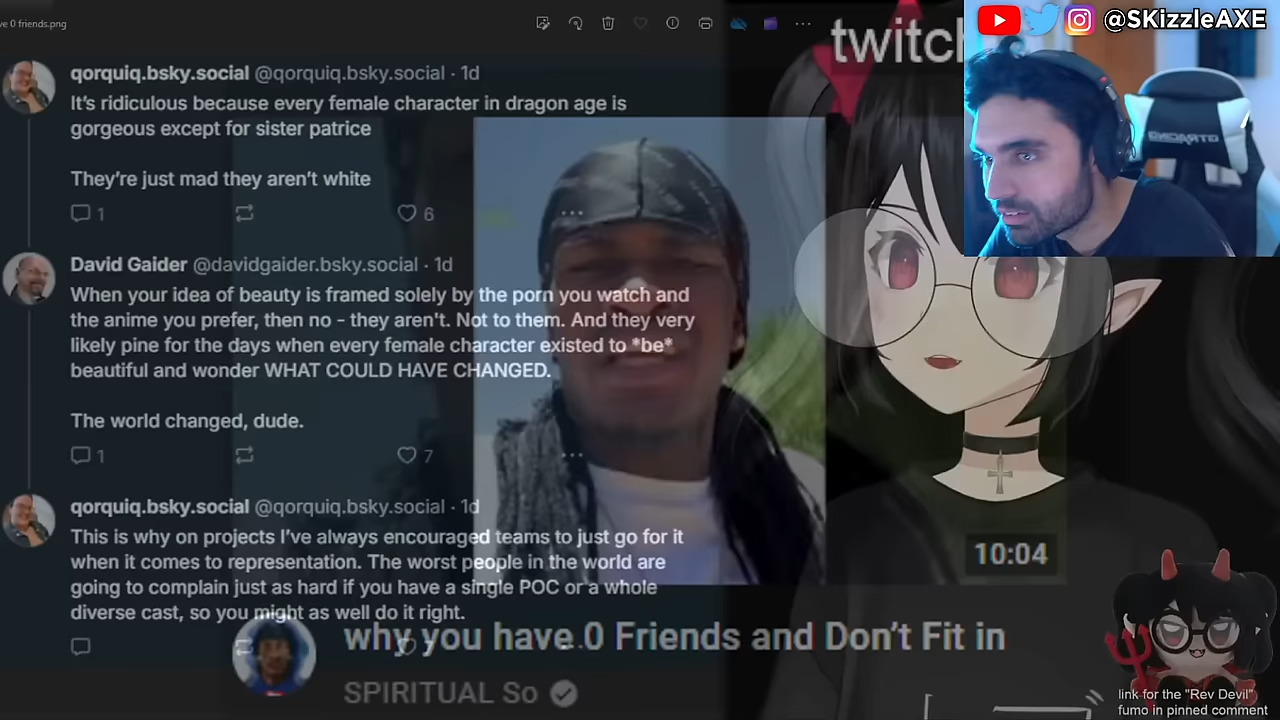 ve 0 friends.png
twitch
@SKizzleAXE
qorquiq.bsky.social @qorquiq.bsky.social · 1d
It's ridiculous because every female character in dragon age is
gorgeous except for sister patrice
They're just mad they aren't white
1
6
David Gaider @davidgaider.bsky.social · 1d
When your idea of beauty is framed solely by the porn you watch and
the anime you prefer, then no - they aren't. Not to them. And they very
likely pine for the days when every female character existed to *be*
beautiful and wonder WHAT COULD HAVE CHANGED.
The world changed, dude.
1
7
qorquiq.bsky.social @qorquiq.bsky.social · 1d
This is why on projects I've always encouraged teams to just go for it
when it comes to representation. The worst people in the world are
going to complain just as hard if you have a single POC or a whole
diverse cast, so you might as well do it right.
10:04
why you have 0 Friends and Don't Fit in
SPIRITUAL So
link for the "Rev Devil"
fumo in pinned comment
GTRACING